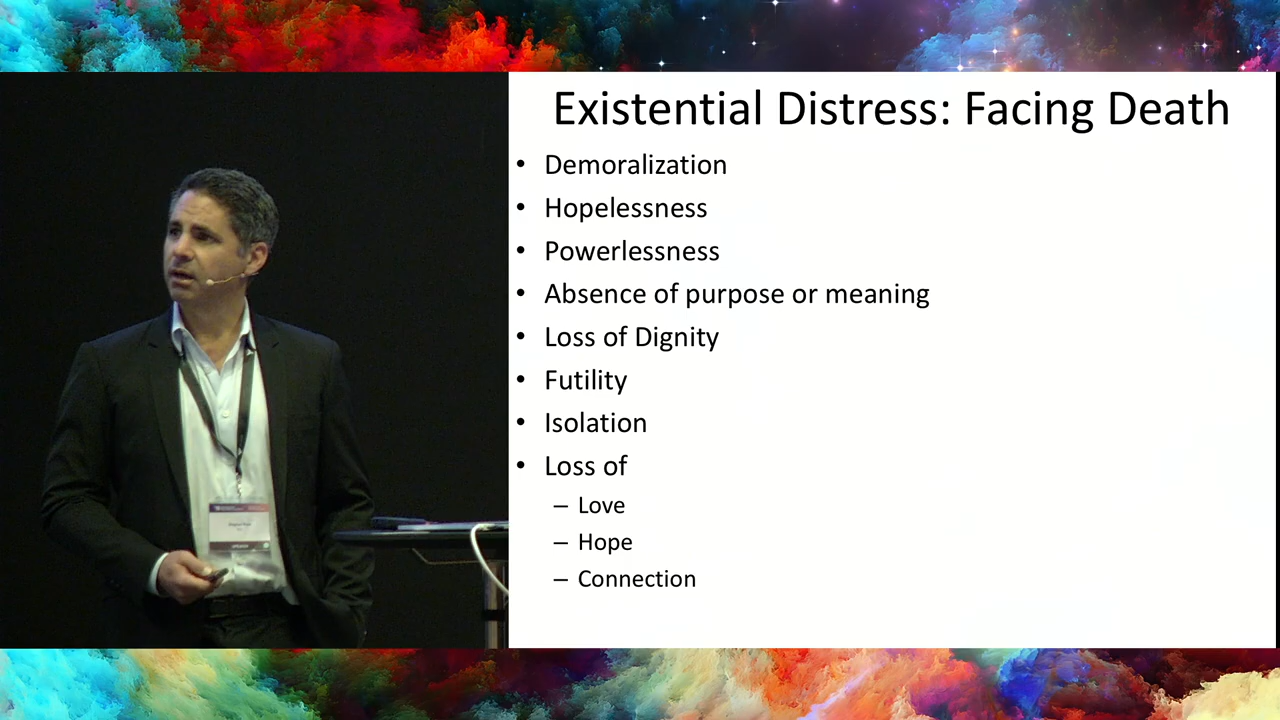 Existential Distress: Facing Death
• Demoralization
• Hopelessness
• Powerlessness
• Absence of purpose or meaning
• Loss of Dignity
• Futility
• Isolation
• Loss of
– Love
– Hope
– Connection